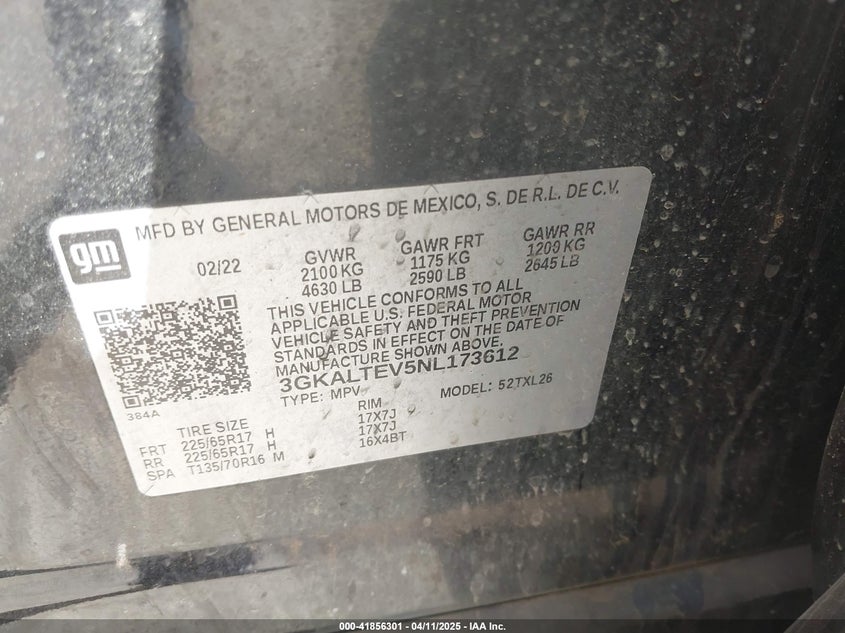 gm
MFD BY GENERAL MOTORS DE MEXICO, S. DE R.L. DE C.V.
02/22
GVWR
2100 KG
4630 LB
GAWR FRT
1175 KG
2590 LB
GAWR RR
1200 KG
2645 LB
THIS VEHICLE CONFORMS TO ALL
APPLICABLE U.S. FEDERAL MOTOR
VEHICLE SAFETY AND THEFT PREVENTION
STANDARDS IN EFFECT ON THE DATE OF
MANUFACTURE SHOWN ABOVE.
3GKALTEV5NL173612
TYPE: MPV
MODEL: 52TXL26
384A
TIRE SIZE
RIM
FRT 225/65R17 H 17X7J
RR 225/65R17 H 17X7J
SPA T135/70R16 M 16X4BT
000-41856301 - 04/11/2025 - IAA Inc.